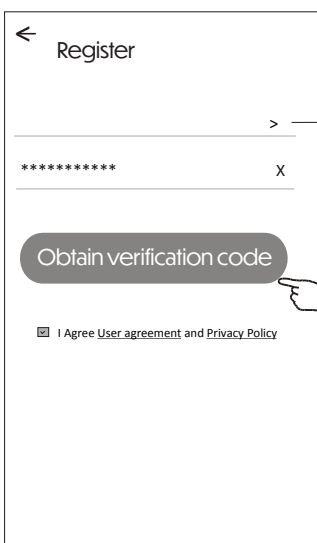 Register
>
*********** X
Obtain verification code
I Agree User agreement and Privacy Policy